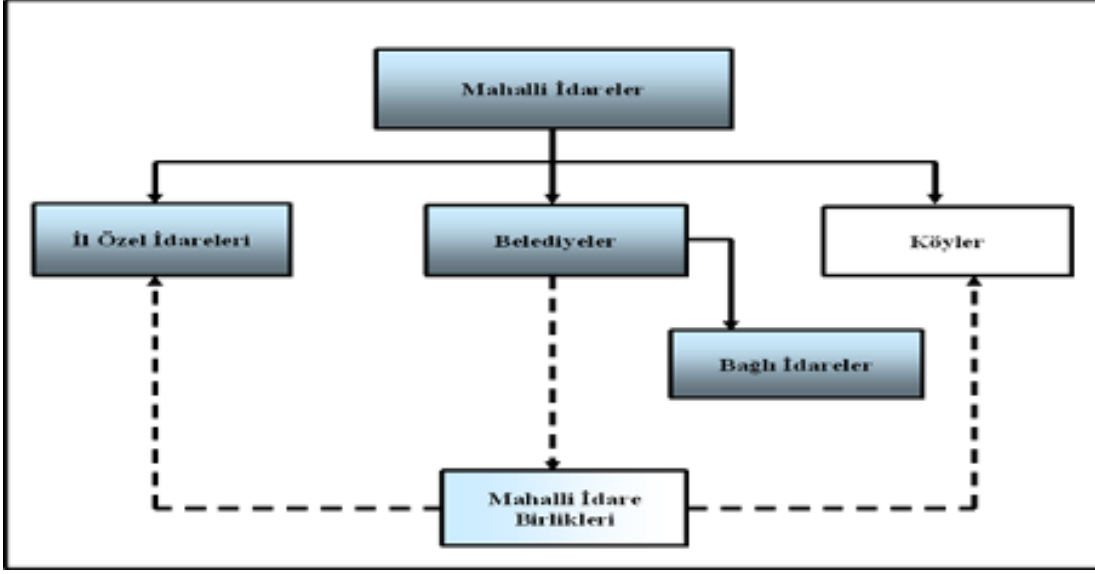 Mahalli İdareler
İl Özel İdareleri
Belediyeler
Köyler
Bağlı İdareler
Mahalli İdare
Birlikleri